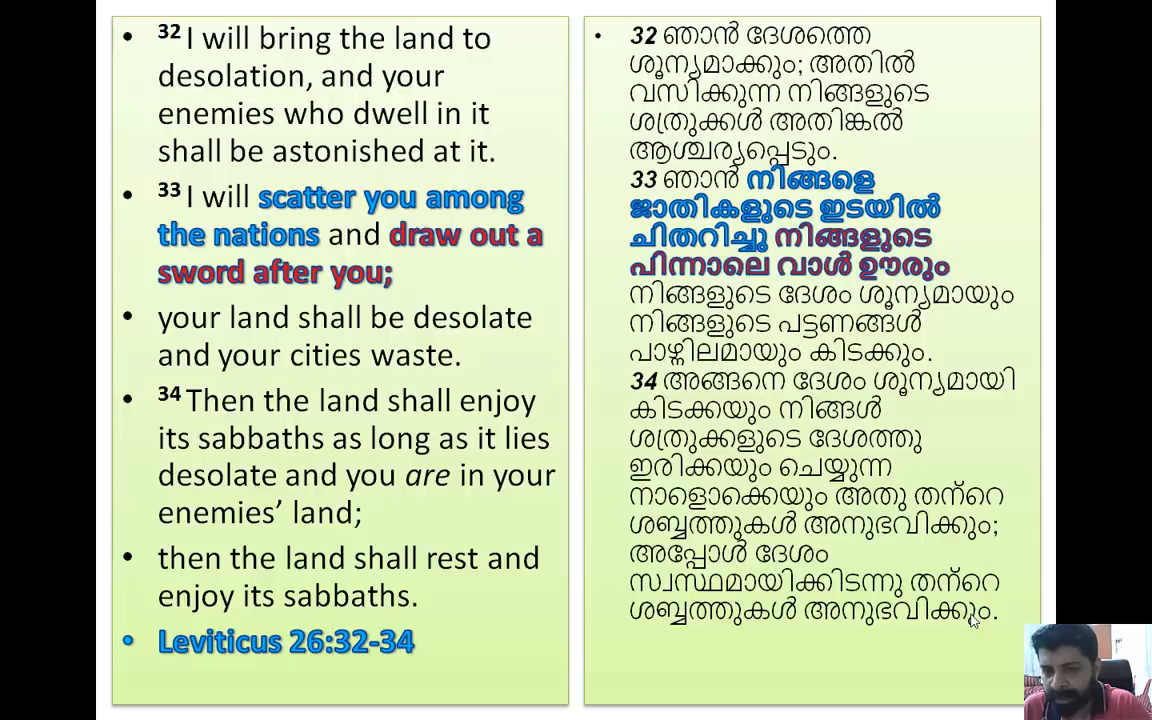 • 32 I will bring the land to
desolation, and your
enemies who dwell in it
shall be astonished at it.
• 33 I will scatter you among
the nations and draw out a
sword after you;
• your land shall be desolate
and your cities waste.
• 34 Then the land shall enjoy
its sabbaths as long as it lies
desolate and you are in your
enemies’ land;
• then the land shall rest and
enjoy its sabbaths.
• Leviticus 26:32-34
• 32 ഞാൻ ദേശത്തെ
ശൂന്യമാക്കും; അതിൽ
വസിക്കുന്ന നിങ്ങളുടെ
ശത്രുക്കൾ അതിങ്കൽ
ആശ്ചര്യപ്പെടും.
33 ഞാൻ നിങ്ങളെ
ജാതികളുടെ ഇടയിൽ
ചിതറിച്ചു നിങ്ങളുടെ
പിന്നാലെ വാൾ ഊരും
നിങ്ങളുടെ ദേശം ശൂന്യമായും
നിങ്ങളുടെ പട്ടണങ്ങൾ
പാഴ്നിലമായും കിടക്കും.
34 അങ്ങനെ ദേശം ശൂന്യമായി
കിടക്കയും നിങ്ങൾ
ശത്രുക്കളുടെ ദേശത്തു
ഇരിക്കയും ചെയ്യുന്ന
നാളൊക്കെയും അതു തന്റെ
ശബ്ബത്തുകൾ അനുഭവിക്കും;
അപ്പോൾ ദേശം
സ്വസ്ഥമായിക്കിടന്നു തന്റെ
ശബ്ബത്തുകൾ അനുഭവിക്കും.